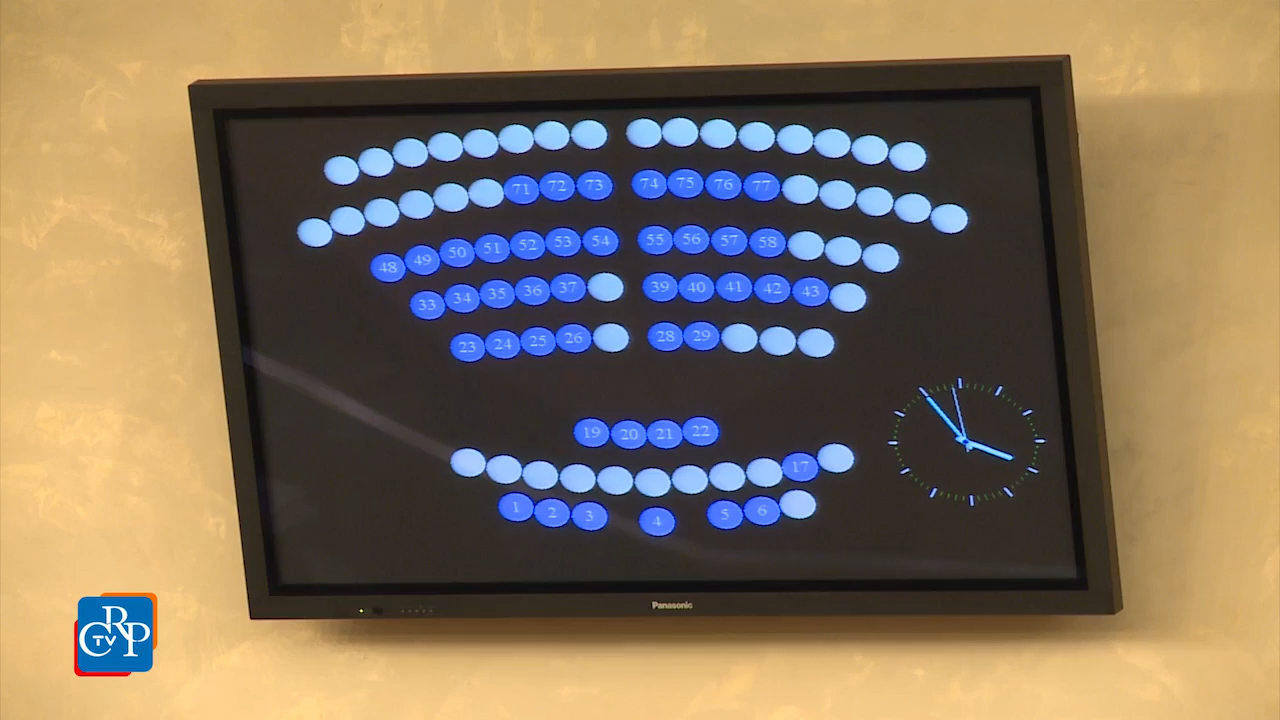 71 72 73 74 75 76 77
48 49 50 51 52 53 54 55 56 57 58
33 34 35 36 37 39 40 41 42 43
23 24 25 26 28 29
19 20 21 22
17
1 2 3 4 5 6
Panasonic
CRP
TV